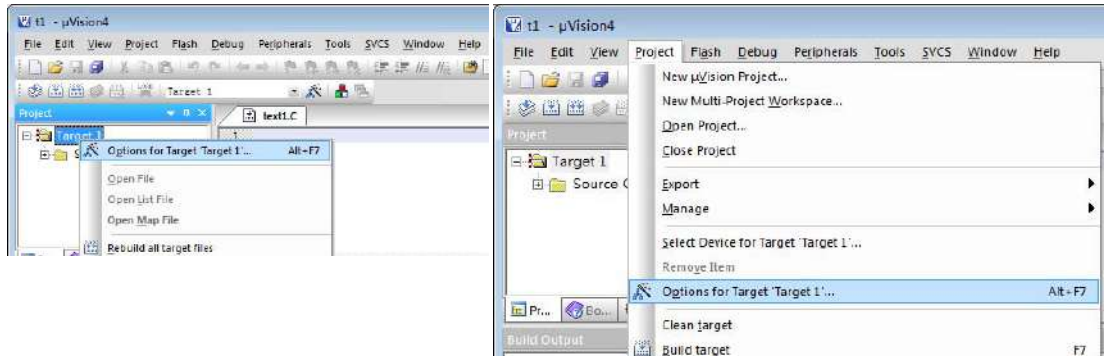 t1 - µVision4
File Edit View Project Flash Debug Peripherals Tools SVCS Window Help
Target 1
Project
text1.C
Target 1
1
Options for Target 'Target 1'... Alt+F7
S
Open File
Open List File
Open Map File
Rebuild all target files
t1 - µVision4
File Edit View Project Flash Debug Peripherals Tools SVCS Window Help
New µVision Project...
New Multi-Project Workspace...
Project
Open Project...
Target 1
Close Project
Source
Export
Manage
Select Device for Target 'Target 1'...
Remove Item
Options for Target 'Target 1'... Alt+F7
Pr... Bo...
Clean target
Build Output
Build target F7